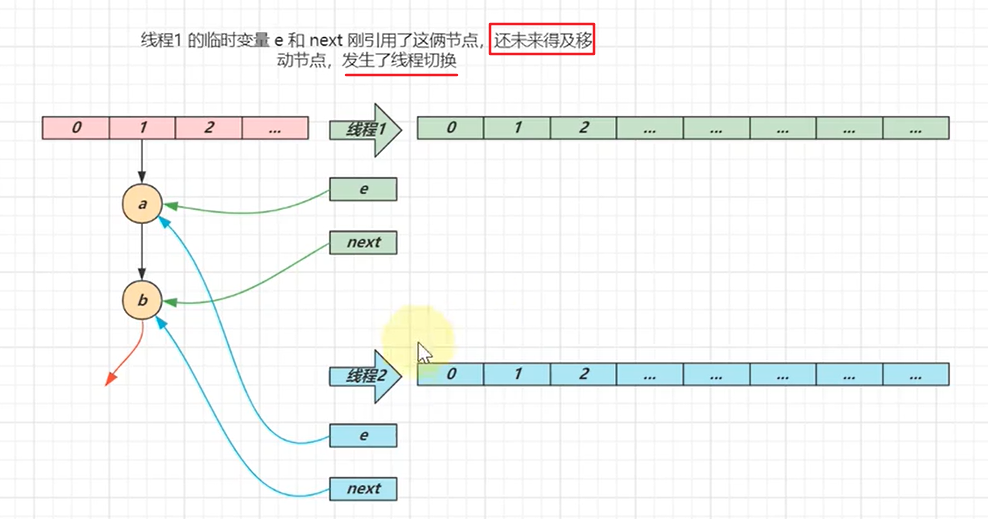 线程1 的临时变量 e 和 next 刚引用了这俩节点，还未来得及移
动节点，发生了线程切换
0 1 2 ... 线程1 0 1 2 ... ... ... ... ...
a e
next
b
线程2 0 1 2 ... ... ... ... ...
e
next